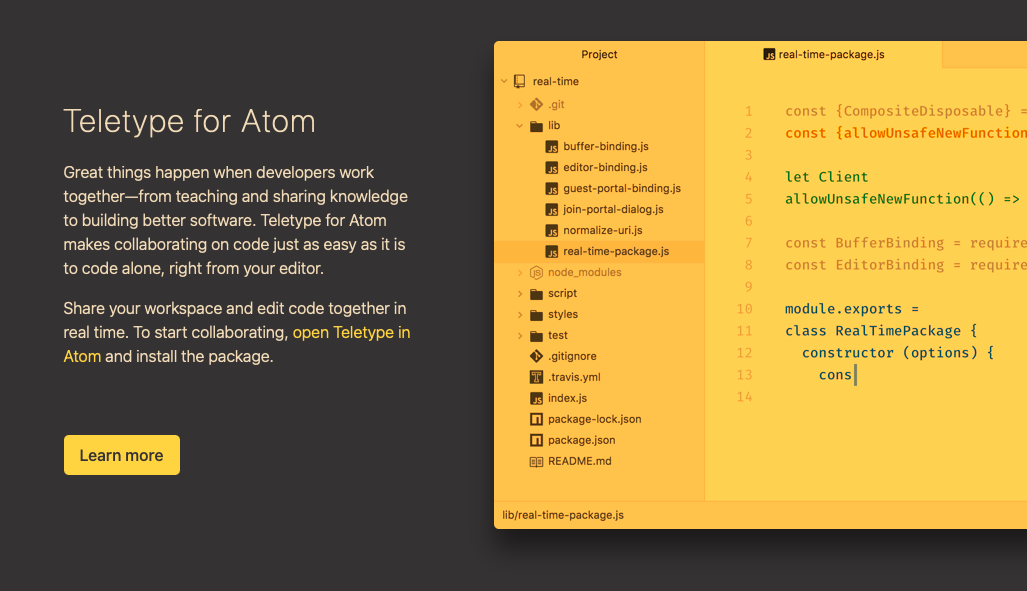 Teletype for Atom
Great things happen when developers work
together—from teaching and sharing knowledge
to building better software. Teletype for Atom
makes collaborating on code just as easy as it is
to code alone, right from your editor.
Share your workspace and edit code together in
real time. To start collaborating, open Teletype in
Atom and install the package.
Learn more
Project
real-time
.git
lib
buffer-binding.js
editor-binding.js
guest-portal-binding.js
join-portal-dialog.js
normalize-uri.js
real-time-package.js
node_modules
script
styles
test
.gitignore
.travis.yml
index.js
package-lock.json
package.json
README.md
lib/real-time-package.js
real-time-package.js
1 const {CompositeDisposable} =
2 const {allowUnsafeNewFunction
3
4 let Client
5 allowUnsafeNewFunction(() =>
6
7 const BufferBinding = require
8 const EditorBinding = require
9
10 module.exports =
11 class RealTimePackage {
12 constructor (options) {
13 cons
14